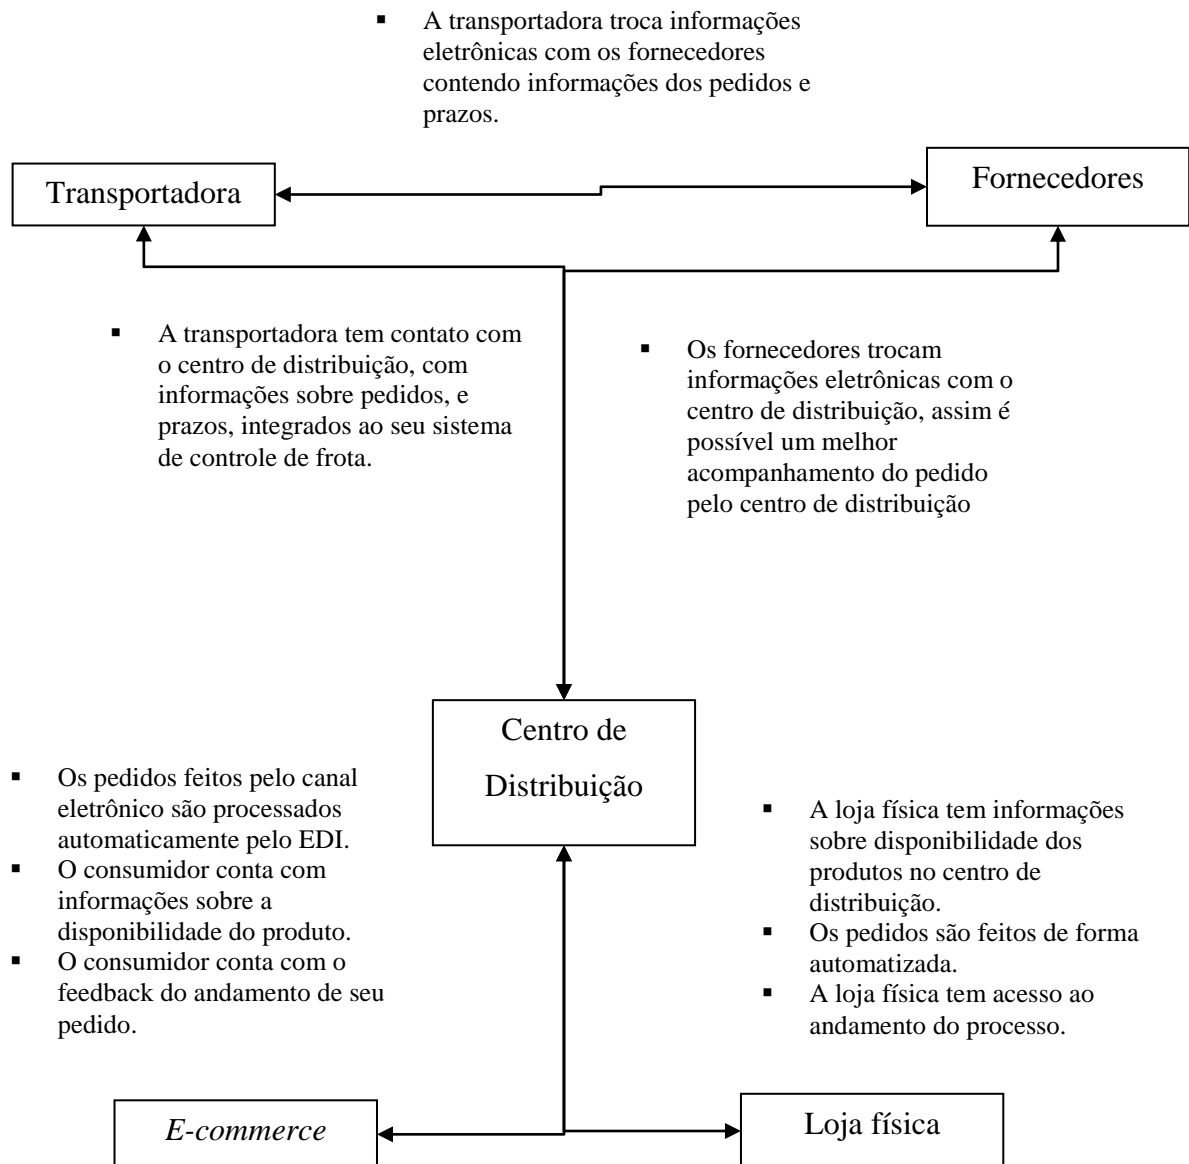 ▪ A transportadora troca informações
eletrônicas com os fornecedores
contendo informações dos pedidos e
prazos.
Transportadora
Fornecedores
▪ A transportadora tem contato com
o centro de distribuição, com
informações sobre pedidos, e
prazos, integrados ao seu sistema
de controle de frota.
▪ Os fornecedores trocam
informações eletrônicas com o
centro de distribuição, assim é
possível um melhor
acompanhamento do pedido
pelo centro de distribuição
Centro de
Distribuição
▪ Os pedidos feitos pelo canal
eletrônico são processados
automaticamente pelo EDI.
▪ O consumidor conta com
informações sobre a
disponibilidade do produto.
▪ O consumidor conta com o
feedback do andamento de seu
pedido.
▪ A loja física tem informações
sobre disponibilidade dos
produtos no centro de
distribuição.
▪ Os pedidos são feitos de forma
automatizada.
▪ A loja física tem acesso ao
andamento do processo.
E-commerce
Loja física